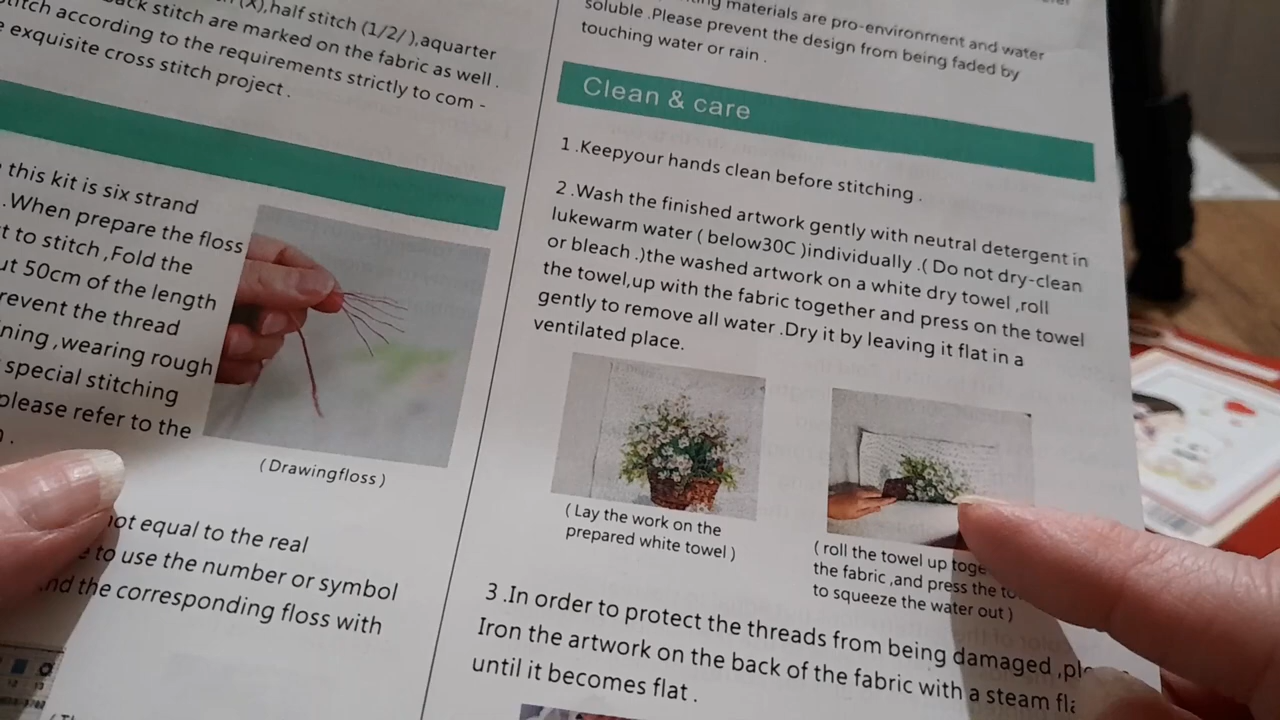 (X),half stitch (1/2/ ),aquarter
stitch are marked on the fabric as well .
stitch according to the requirements strictly to com -
exquisite cross stitch project .
this kit is six strand
.When prepare the floss
to stitch ,Fold the
50cm of the length
the thread
,wearing rough
special stitching
please refer to the
(Drawingfloss)
not equal to the real
to use the number or symbol
the corresponding floss with
materials are pro-environment and water
soluble .Please prevent the design from being faded by
touching water or rain .
Clean & care
1 .Keepyour hands clean before stitching .
2 .Wash the finished artwork gently with neutral detergent in
lukewarm water ( below30C )individually .( Do not dry-clean
or bleach .)the washed artwork on a white dry towel ,roll
the towel,up with the fabric together and press on the towel
gently to remove all water .Dry it by leaving it flat in a
ventilated place.
( Lay the work on the
prepared white towel )
( roll the towel up
the fabric ,and press the
to squeeze the water out )
3 .In order to protect the threads from being damaged ,
Iron the artwork on the back of the fabric with a steam
until it becomes flat .